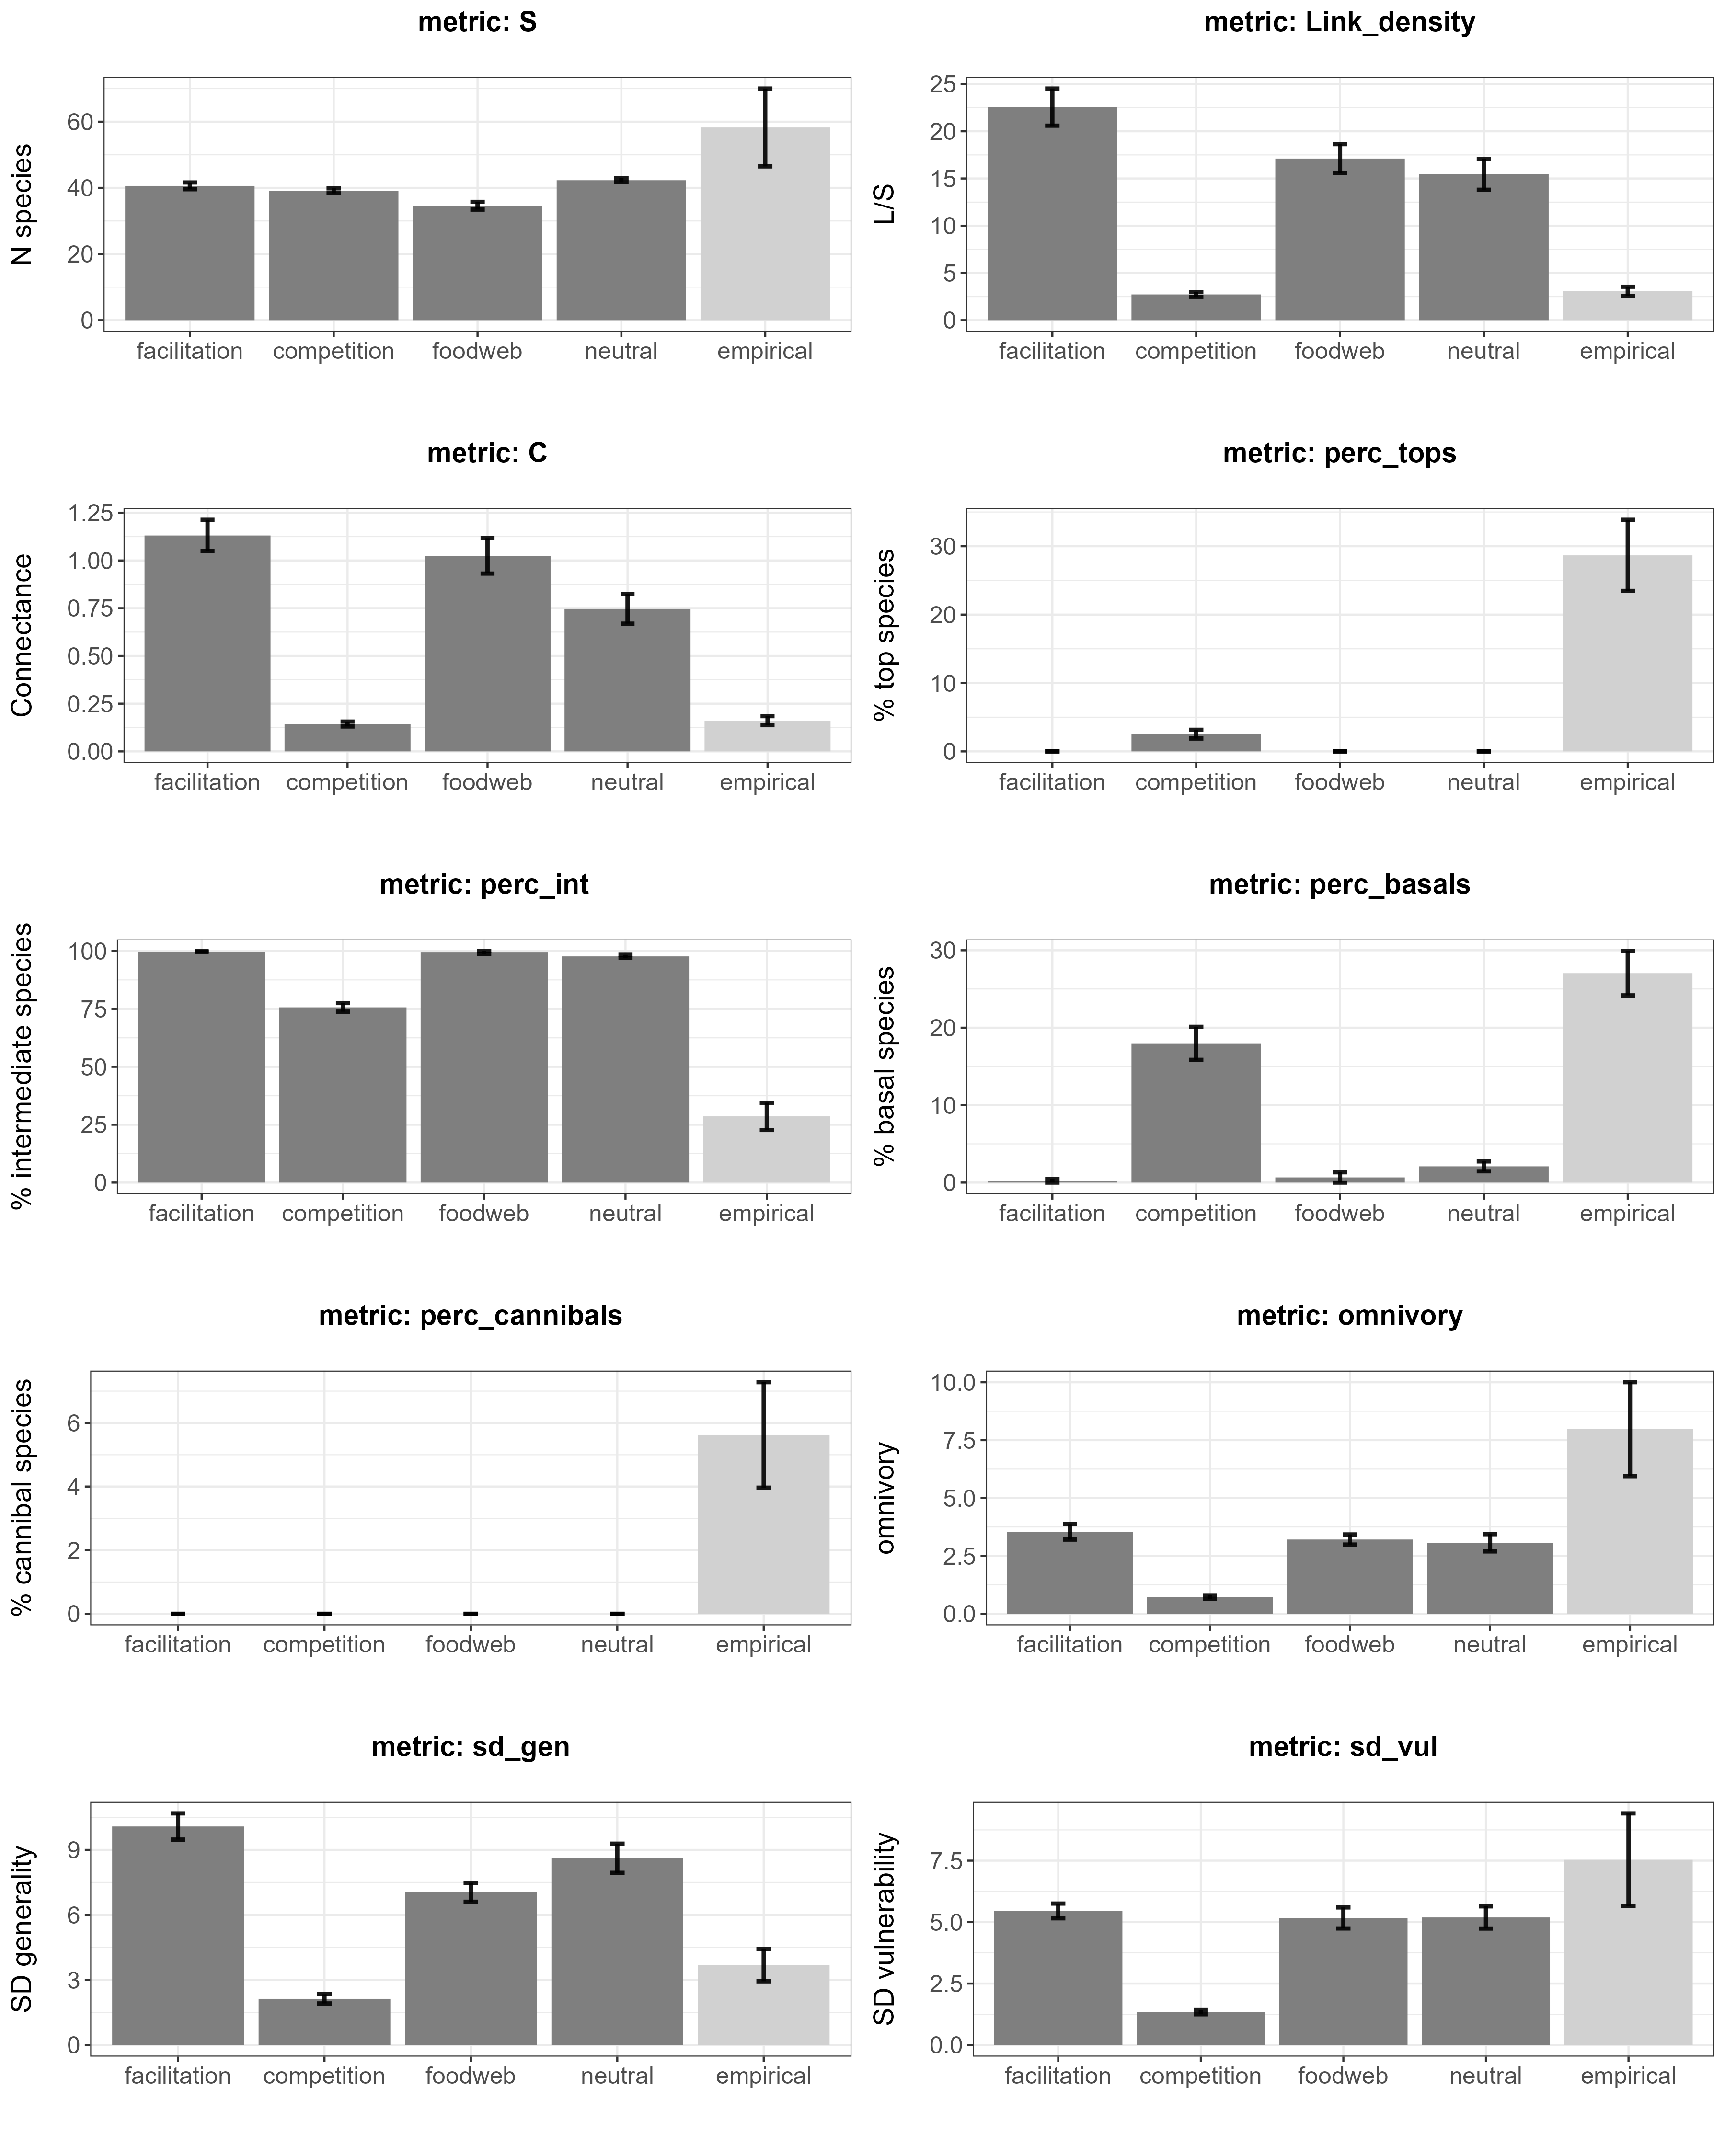 metric: S
N species
60
40
20
0
facilitation competition foodweb neutral empirical
metric: Link_density
L/S
25
20
15
10
5
0
facilitation competition foodweb neutral empirical
metric: C
Connectance
1.25
1.00
0.75
0.50
0.25
0.00
facilitation competition foodweb neutral empirical
metric: perc_tops
% top species
30
20
10
0
facilitation competition foodweb neutral empirical
metric: perc_int
% intermediate species
100
75
50
25
0
facilitation competition foodweb neutral empirical
metric: perc_basals
% basal species
30
20
10
0
facilitation competition foodweb neutral empirical
metric: perc_cannibals
% cannibal species
6
4
2
0
facilitation competition foodweb neutral empirical
metric: omnivory
omnivory
10.0
7.5
5.0
2.5
0.0
facilitation competition foodweb neutral empirical
metric: sd_gen
SD generality
9
6
3
0
facilitation competition foodweb neutral empirical
metric: sd_vul
SD vulnerability
7.5
5.0
2.5
0.0
facilitation competition foodweb neutral empirical